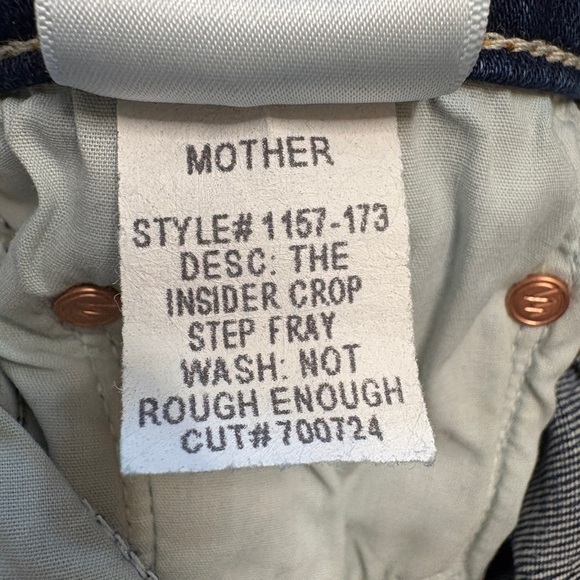 MOTHER
STYLE# 1157-173
DESC: THE
INSIDER CROP
STEP FRAY
WASH: NOT
ROUGH ENOUGH
CUT# 700724